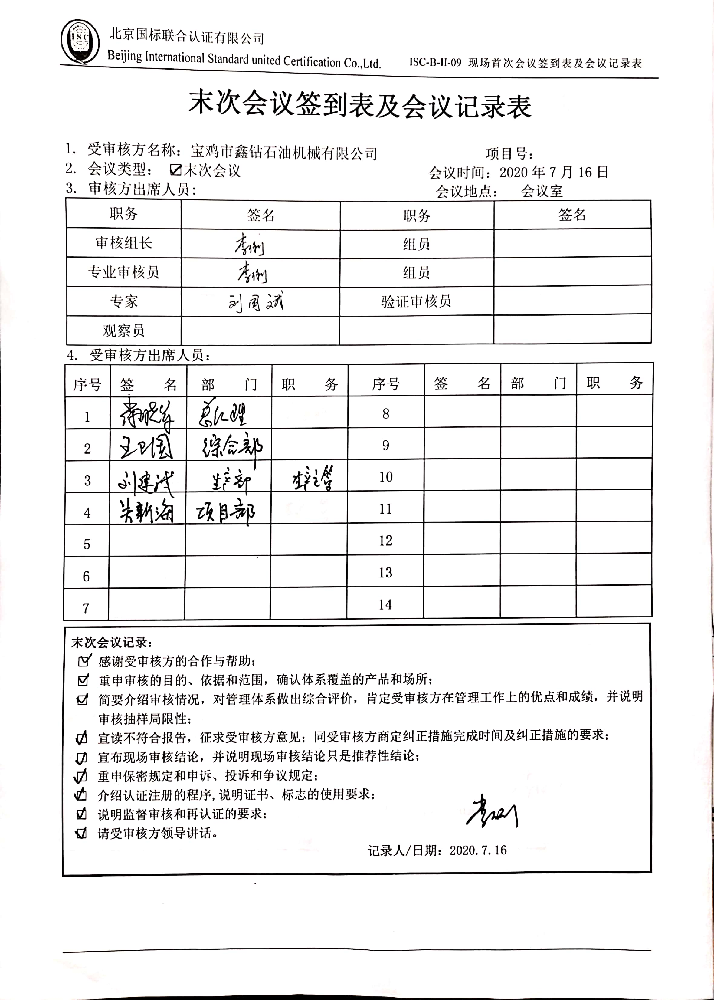 ISC
北京国标联合认证有限公司
Beijing International Standard united Certification Co.,Ltd. ISC-B-II-09 现场首次会议签到表及会议记录表
末次会议签到表及会议记录表
1. 受审核方名称：宝鸡市鑫钻石油机械有限公司 项目号：
2. 会议类型： ☑末次会议 会议时间：2020 年 7 月 16 日
3. 审核方出席人员： 会议地点： 会议室
职务 签名 职务 签名
审核组长 李俐 组员
专业审核员 李俐 组员
专家 刘国斌 验证审核员
观察员
4. 受审核方出席人员：
序号 签 名 部 门 职 务 序号 签 名 部 门 职 务
1 总经理 8
2 王卫国 综合部 9
3 刘建斌 生产部 生产主管 10
4 关新海 项目部 11
5 12
6 13
7 14
末次会议记录：
☑ 感谢受审核方的合作与帮助；
☑ 重申审核的目的、依据和范围，确认体系覆盖的产品和场所；
☑ 简要介绍审核情况，对管理体系做出综合评价，肯定受审核方在管理工作上的优点和成绩，并说明
审核抽样局限性；
☑ 宣读不符合报告，征求受审核方意见；同受审核方商定纠正措施完成时间及纠正措施的要求；
☑ 宣布现场审核结论，并说明现场审核结论只是推荐性结论；
☑ 重申保密规定和申诉、投诉和争议规定；
☑ 介绍认证注册的程序,说明证书、标志的使用要求；
☑ 说明监督审核和再认证的要求；
☑ 请受审核方领导讲话。
李俐
记录人/日期：2020.7.16